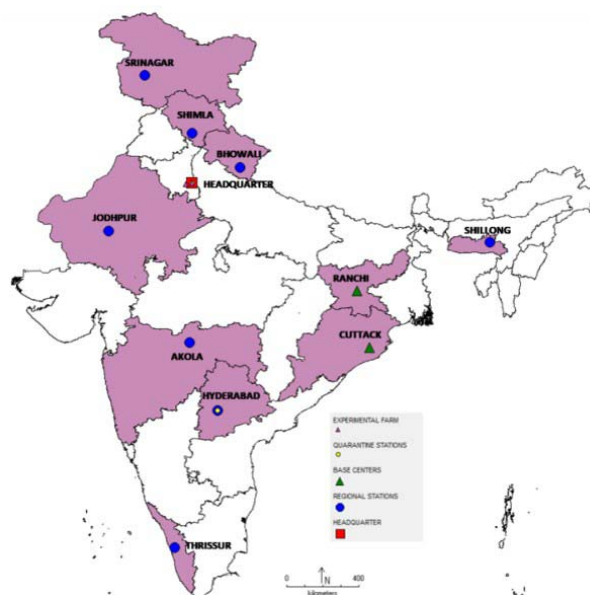 SRINAGAR
SHIMLA
BHOWALI
HEADQUARTER
JODHPUR
SHILLONG
RANCHI
CUTTACK
AKOLA
HYDERABAD
THRISSUR
EXPERIMENTAL FARM
QUARANTINE STATIONS
BASE CENTERS
REGIONAL STATIONS
HEADQUARTER
N
0 400
kilometers